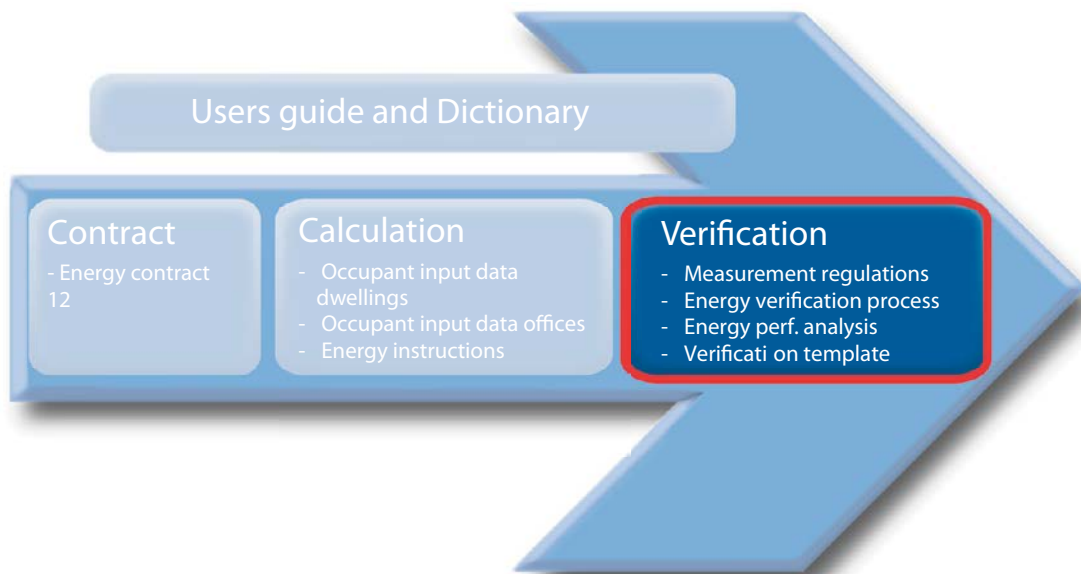 Users guide and Dictionary
Contract
- Energy contract
12
Calculation
- Occupant input data
dwellings
- Occupant input data offices
- Energy instructions
Verification
- Measurement regulations
- Energy verification process
- Energy perf. analysis
- Verificati on template